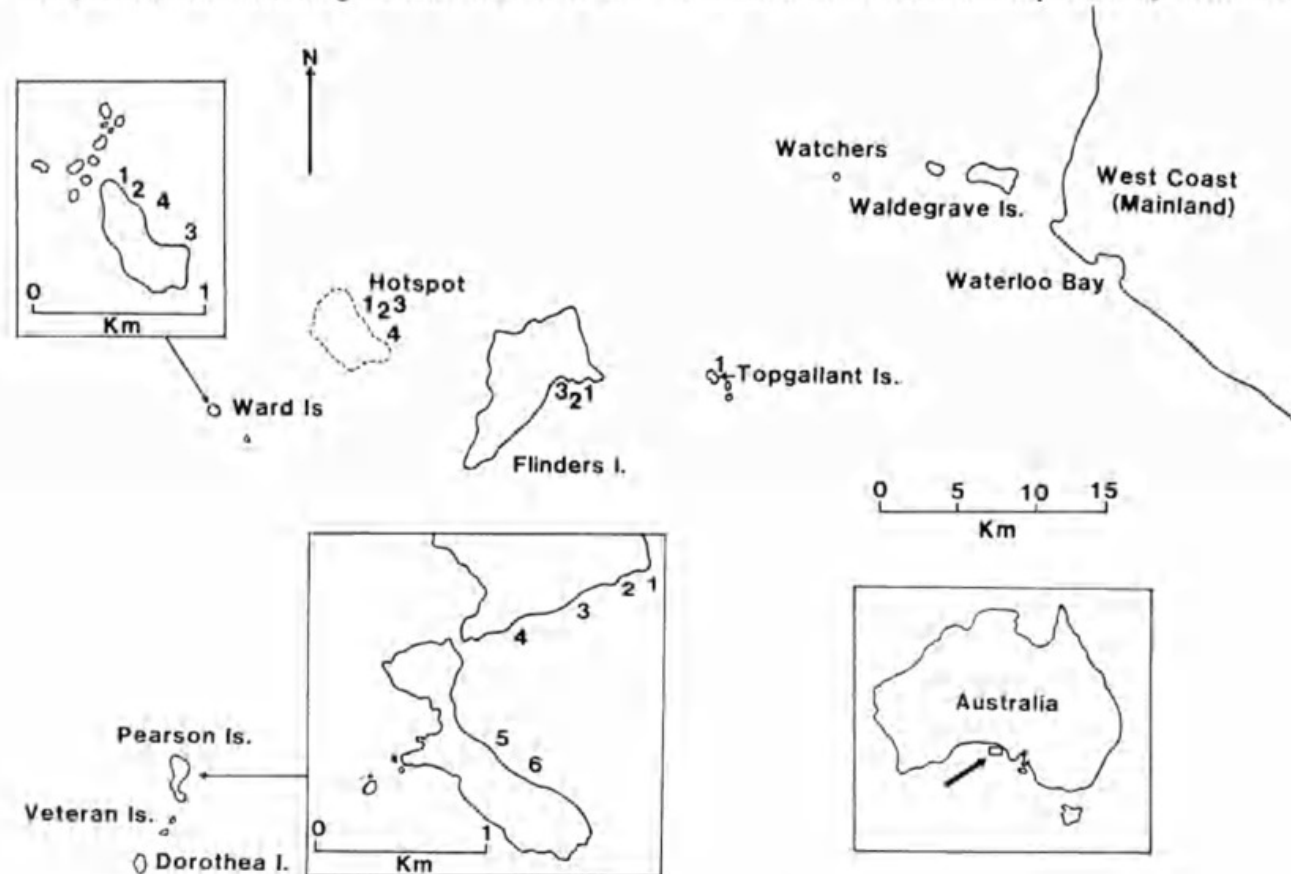 N
1
2
4
3
0
1
Km
Watchers
Waldegrave Is.
West Coast
(Mainland)
Waterloo Bay
Hotspot
1 2 3
4
Ward Is
3 2 1
Flinders I.
1
Topgallant Is.
0 5 10 15
Km
1
2
3
4
5
6
0 1
Km
Pearson Is.
Veteran Is.
Dorothea I.
Australia